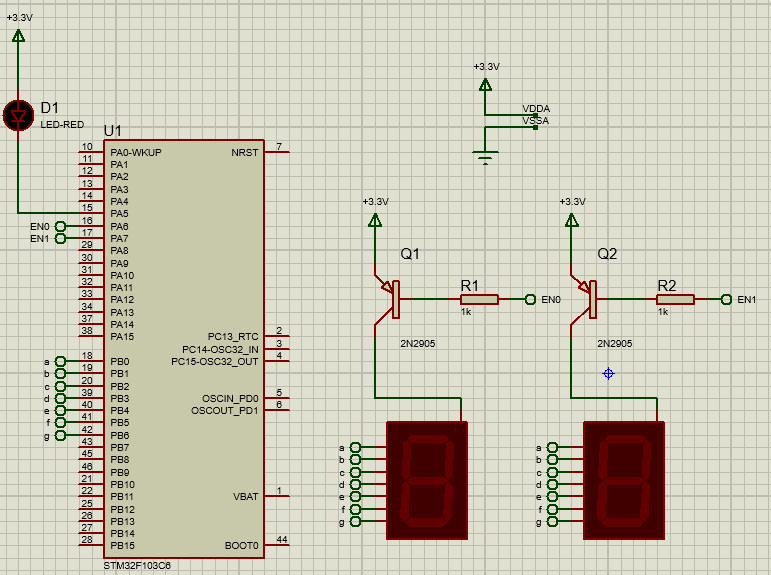 +3.3V
D1
LED-RED
U1
10 PA0-WKUP NRST 7
11 PA1
12 PA2
13 PA3
14 PA4
15 PA5
EN0 16 PA6
EN1 17 PA7
29 PA8
30 PA9
31 PA10
32 PA11
33 PA12
34 PA13
37 PA14
38 PA15 PC13_RTC 2
PC14-OSC32_IN 3
a 18 PB0 PC15-OSC32_OUT 4
b 19 PB1
c 20 PB2
d 39 PB3 OSCIN_PD0 5
e 40 PB4 OSCOUT_PD1 6
f 41 PB5
g 42 PB6
43 PB7
45 PB8
46 PB9
21 PB10
22 PB11 VBAT 1
25 PB12
26 PB13
27 PB14
28 PB15 BOOT0 44
STM32F103C6
+3.3V
VDDA
VSSA
+3.3V
Q1
R1
EN0
1k
2N2905
a
b
c
d
e
f
g
+3.3V
Q2
R2
EN1
1k
2N2905
a
b
c
d
e
f
g